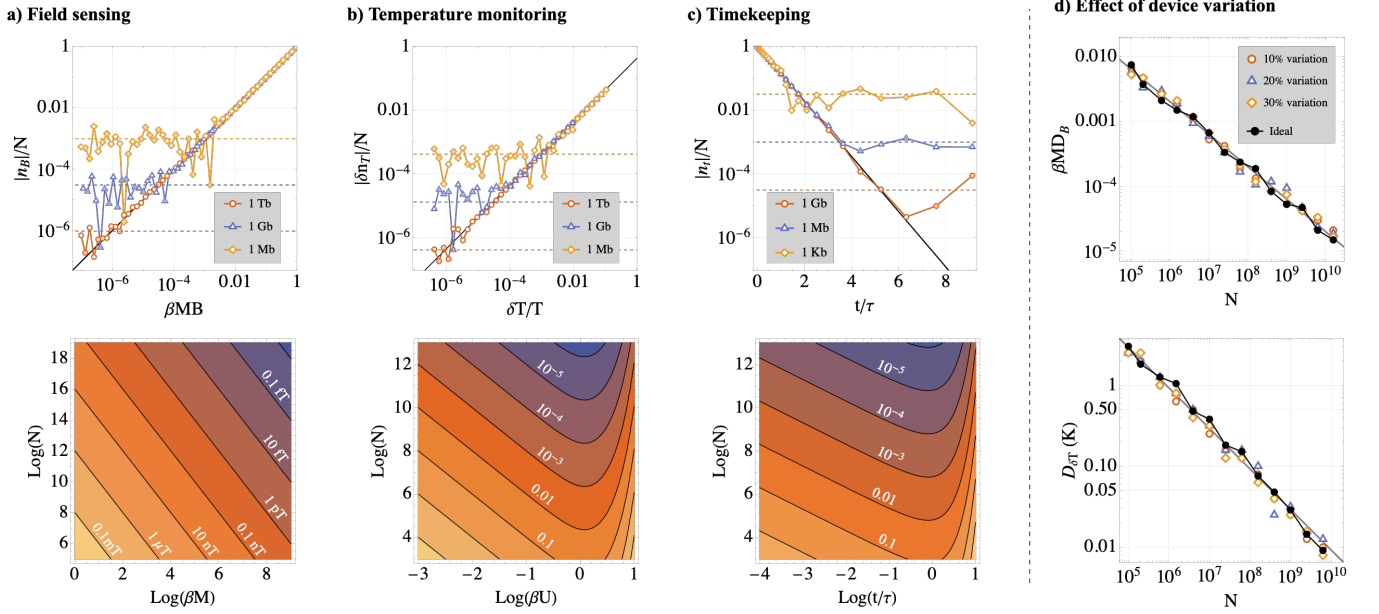 a) Field sensing
|n_B|/N
1
0.01
10^-4
10^-6
1 Tb
1 Gb
1 Mb
10^-6
10^-4
0.01
1
βMB
b) Temperature monitoring
|δn_T|/N
1
0.01
10^-4
10^-6
1 Tb
1 Gb
1 Mb
10^-6
10^-4
0.01
1
δT/T
c) Timekeeping
|n_t|/N
1
0.01
10^-4
10^-6
1 Gb
1 Mb
1 Kb
0
2
4
6
8
t/τ
d) Effect of device variation
βMD_B
0.010
0.001
10^-4
10^-5
10% variation
20% variation
30% variation
Ideal
10^5
10^6
10^7
10^8
10^9
10^10
N
Log(N)
18
16
14
12
10
8
6
0.1 fT
10 fT
1 pT
0.1 nT
10 nT
1 μT
0.1mT
0
2
4
6
8
Log(βM)
Log(N)
12
10
8
6
4
10^-5
10^-4
10^-3
0.01
0.1
-3
-2
-1
0
1
Log(βU)
Log(N)
12
10
8
6
4
10^-5
10^-4
10^-3
0.01
0.1
-4
-3
-2
-1
0
1
Log(t/τ)
D_δT(K)
1
0.50
0.10
0.05
0.01
10^5
10^6
10^7
10^8
10^9
10^10
N